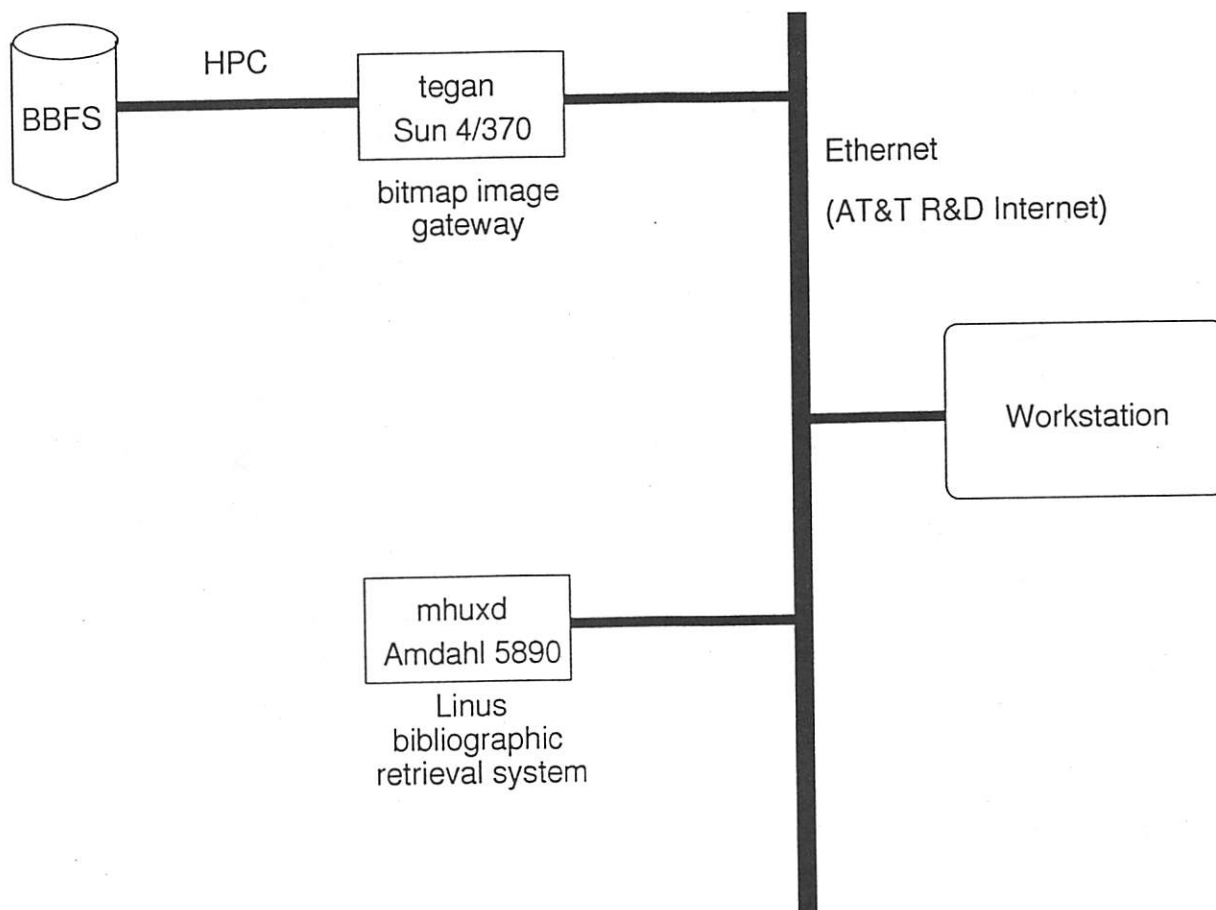 BBFS
HPC
tegan
Sun 4/370
bitmap image
gateway
Ethernet
(AT&T R&D Internet)
Workstation
mhuxd
Amdahl 5890
Linus
bibliographic
retrieval system